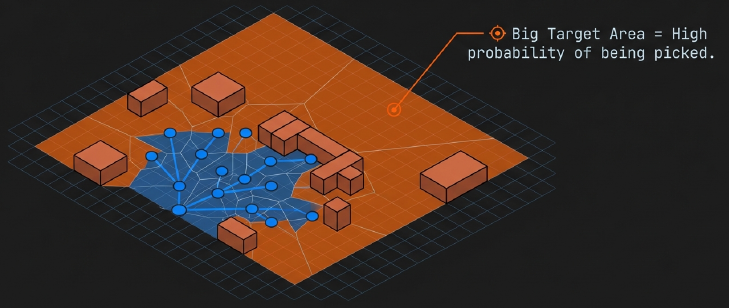 Big Target Area = High
probability of being picked.